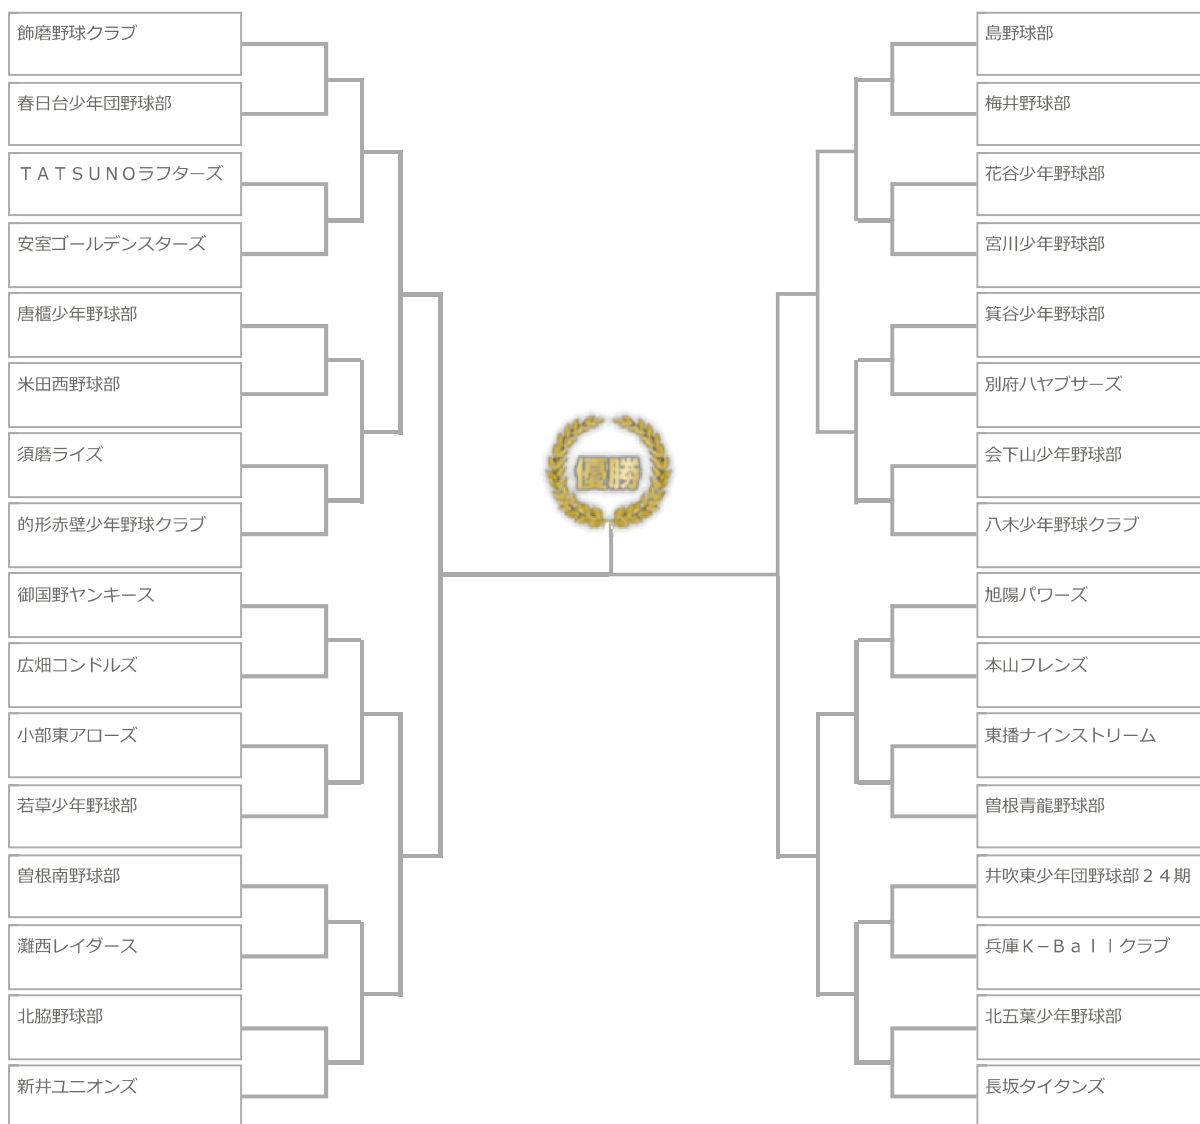 飾磨野球クラブ
春日台少年団野球部
ＴＡＴＳＵＮＯラフターズ
安室ゴールデンスターズ
唐櫃少年野球部
米田西野球部
須磨ライズ
的形赤壁少年野球クラブ
御国野ヤンキース
広畑コンドルズ
小部東アローズ
若草少年野球部
曽根南野球部
灘西レイダース
北脇野球部
新井ユニオンズ
優勝
島野球部
梅井野球部
花谷少年野球部
宮川少年野球部
箕谷少年野球部
別府ハヤブサーズ
会下山少年野球部
八木少年野球クラブ
旭陽パワーズ
本山フレンズ
東播ナインストリーム
曽根青龍野球部
井吹東少年団野球部２４期
兵庫Ｋ－Ｂａｌｌクラブ
北五葉少年野球部
長坂タイタンズ